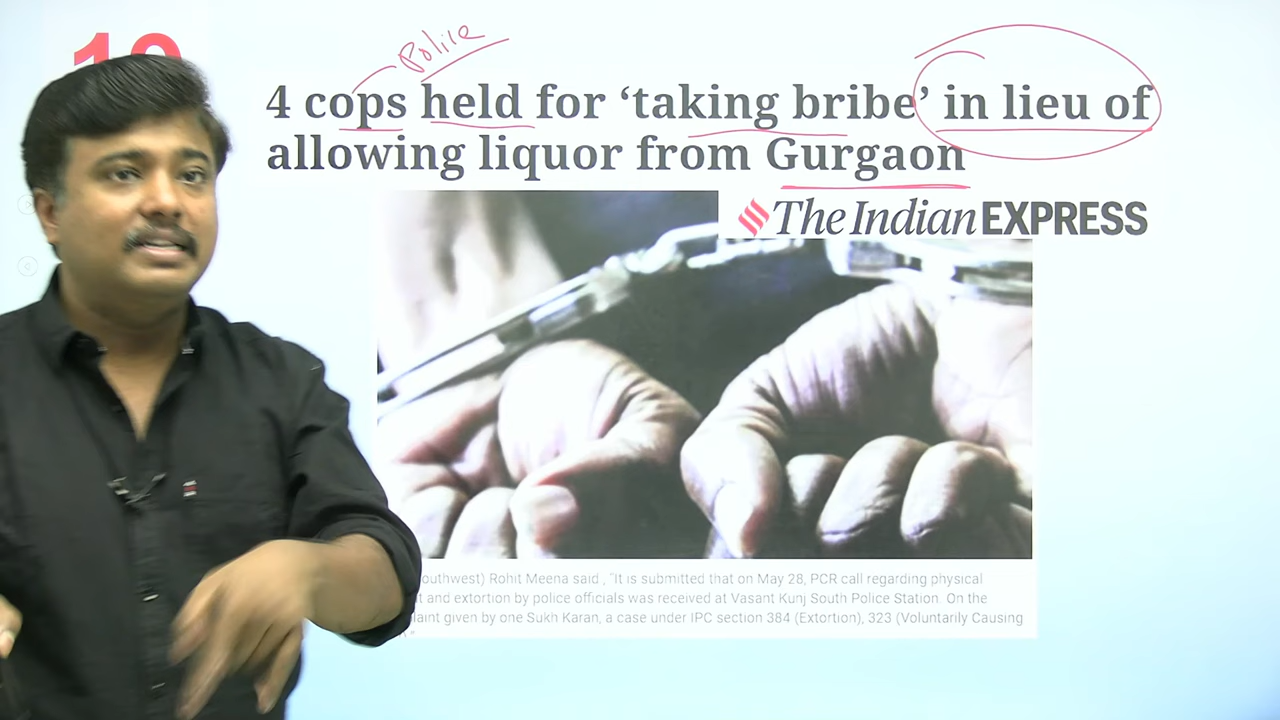 Police
4 cops held for ‘taking bribe’ in lieu of
allowing liquor from Gurgaon
The Indian EXPRESS
outhwest) Rohit Meena said , "It is submitted that on May 28, PCR call regarding physical
t and extortion by police officials was received at Vasant Kunj South Police Station. On the
laint given by one Sukh Karan, a case under IPC section 384 (Extortion), 323 (Voluntarily Causing